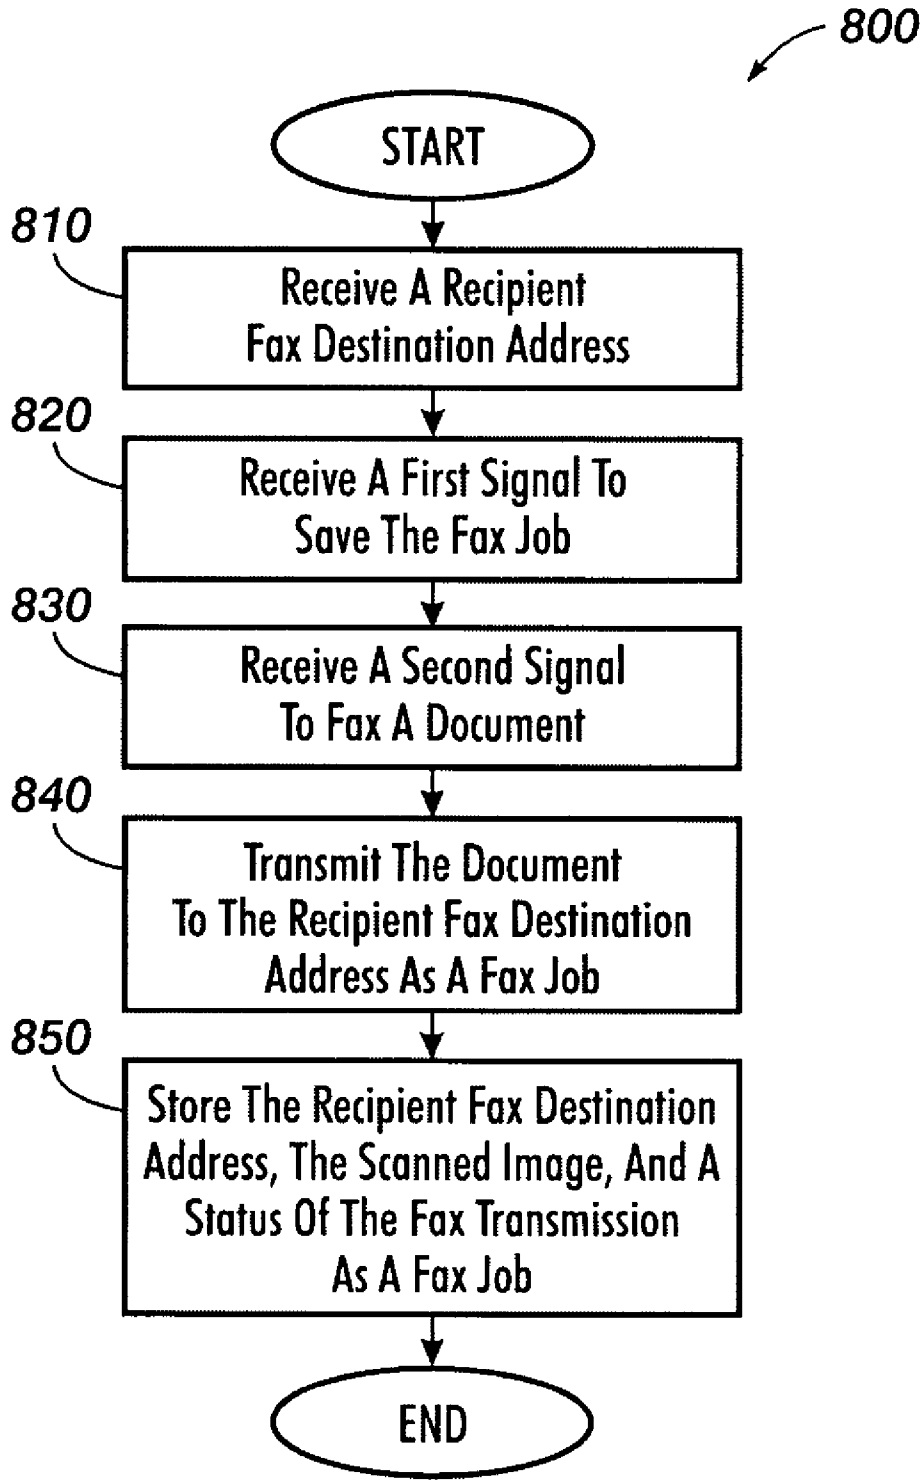 800
START
810
Receive A Recipient
Fax Destination Address
820
Receive A First Signal To
Save The Fax Job
830
Receive A Second Signal
To Fax A Document
840
Transmit The Document
To The Recipient Fax Destination
Address As A Fax Job
850
Store The Recipient Fax Destination
Address, The Scanned Image, And A
Status Of The Fax Transmission
As A Fax Job
END